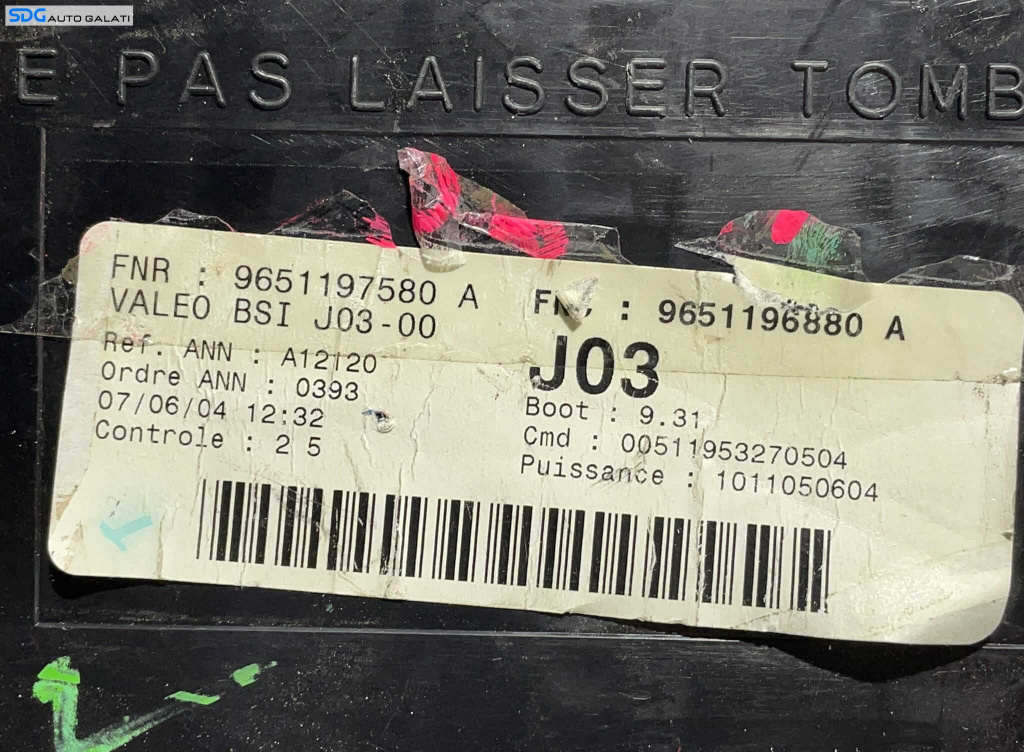 SDG AUTO GALATI
E PAS LAISSER TOMB
FNR : 9651197580 A
VALEO BSI J03-00
Ref. ANN : A12120
Ordre ANN : 0393
07/06/04 12:32
Controle : 2 5
: 9651196880 A
J03
Boot : 9.31
Cmd : 00511953270504
Puissance : 1011050604